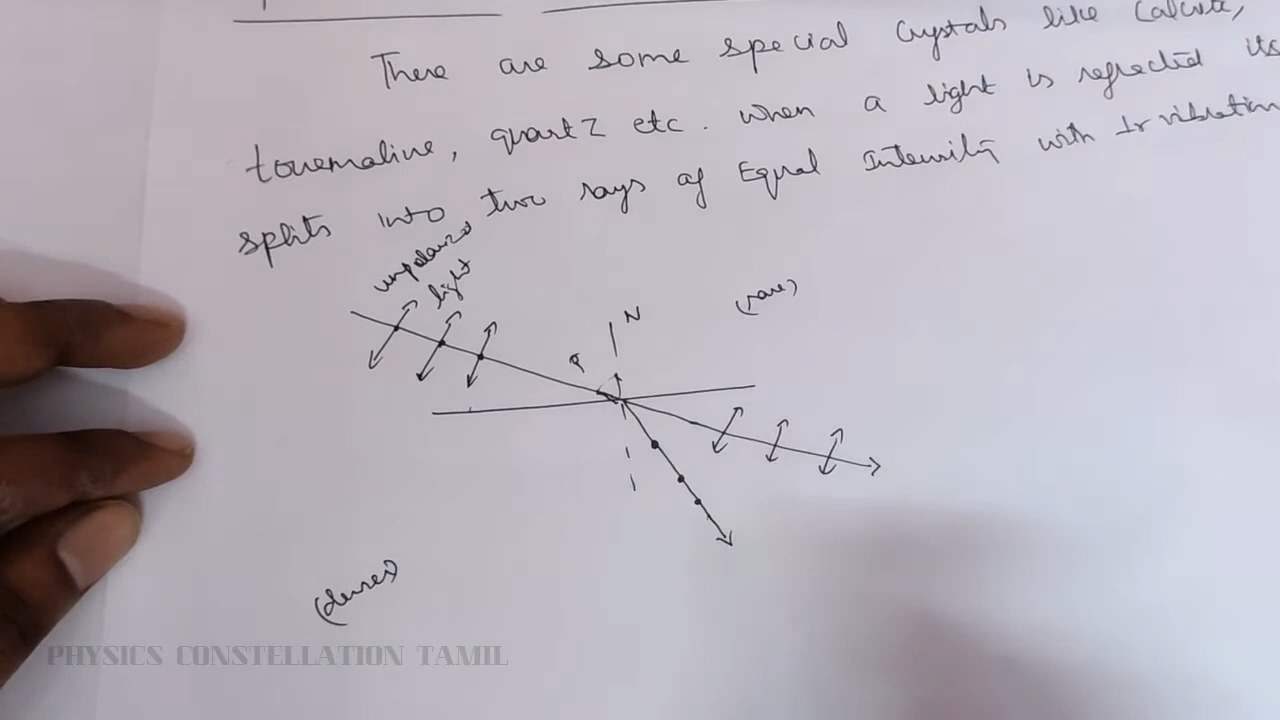 There are some special Crystals like Calcite,
tourmaline, quartz etc. when a light is refracted its
splits into two rays of Equal Intensity with ⊥r vibration
unpolarized
light
N
(rare)
(denser)
PHYSICS CONSTELLATION TAMIL